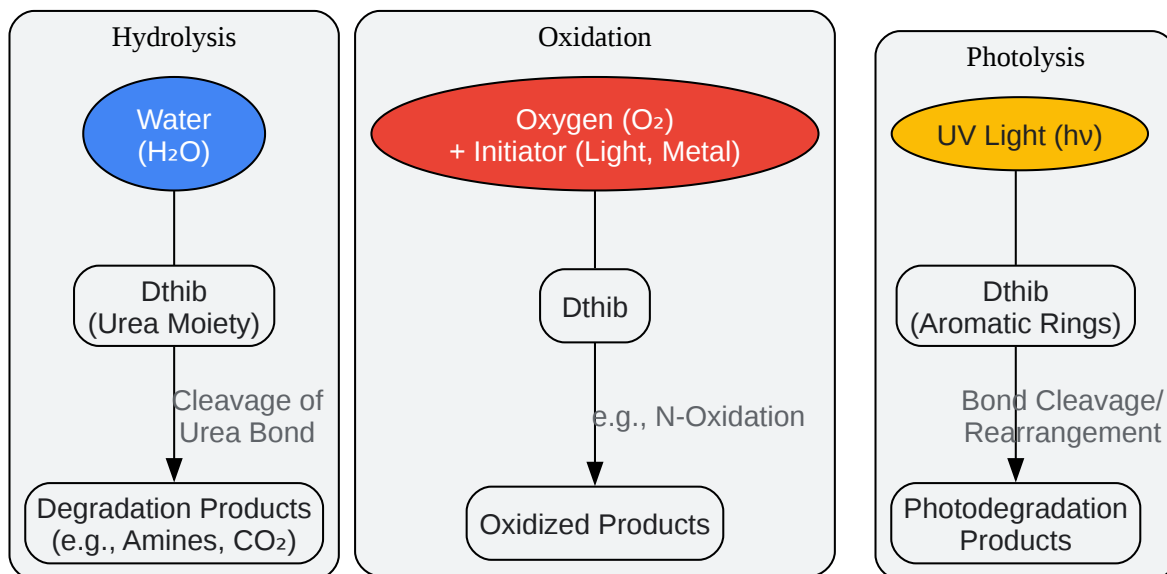 Hydrolysis
Water
(H₂O)
Dthib
(Urea Moiety)
Cleavage of
Urea Bond
Degradation Products
(e.g., Amines, CO₂)
Oxidation
Oxygen (O₂)
+ Initiator (Light, Metal)
Dthib
e.g., N-Oxidation
Oxidized Products
Photolysis
UV Light (hν)
Dthib
(Aromatic Rings)
Bond Cleavage/
Rearrangement
Photodegradation
Products